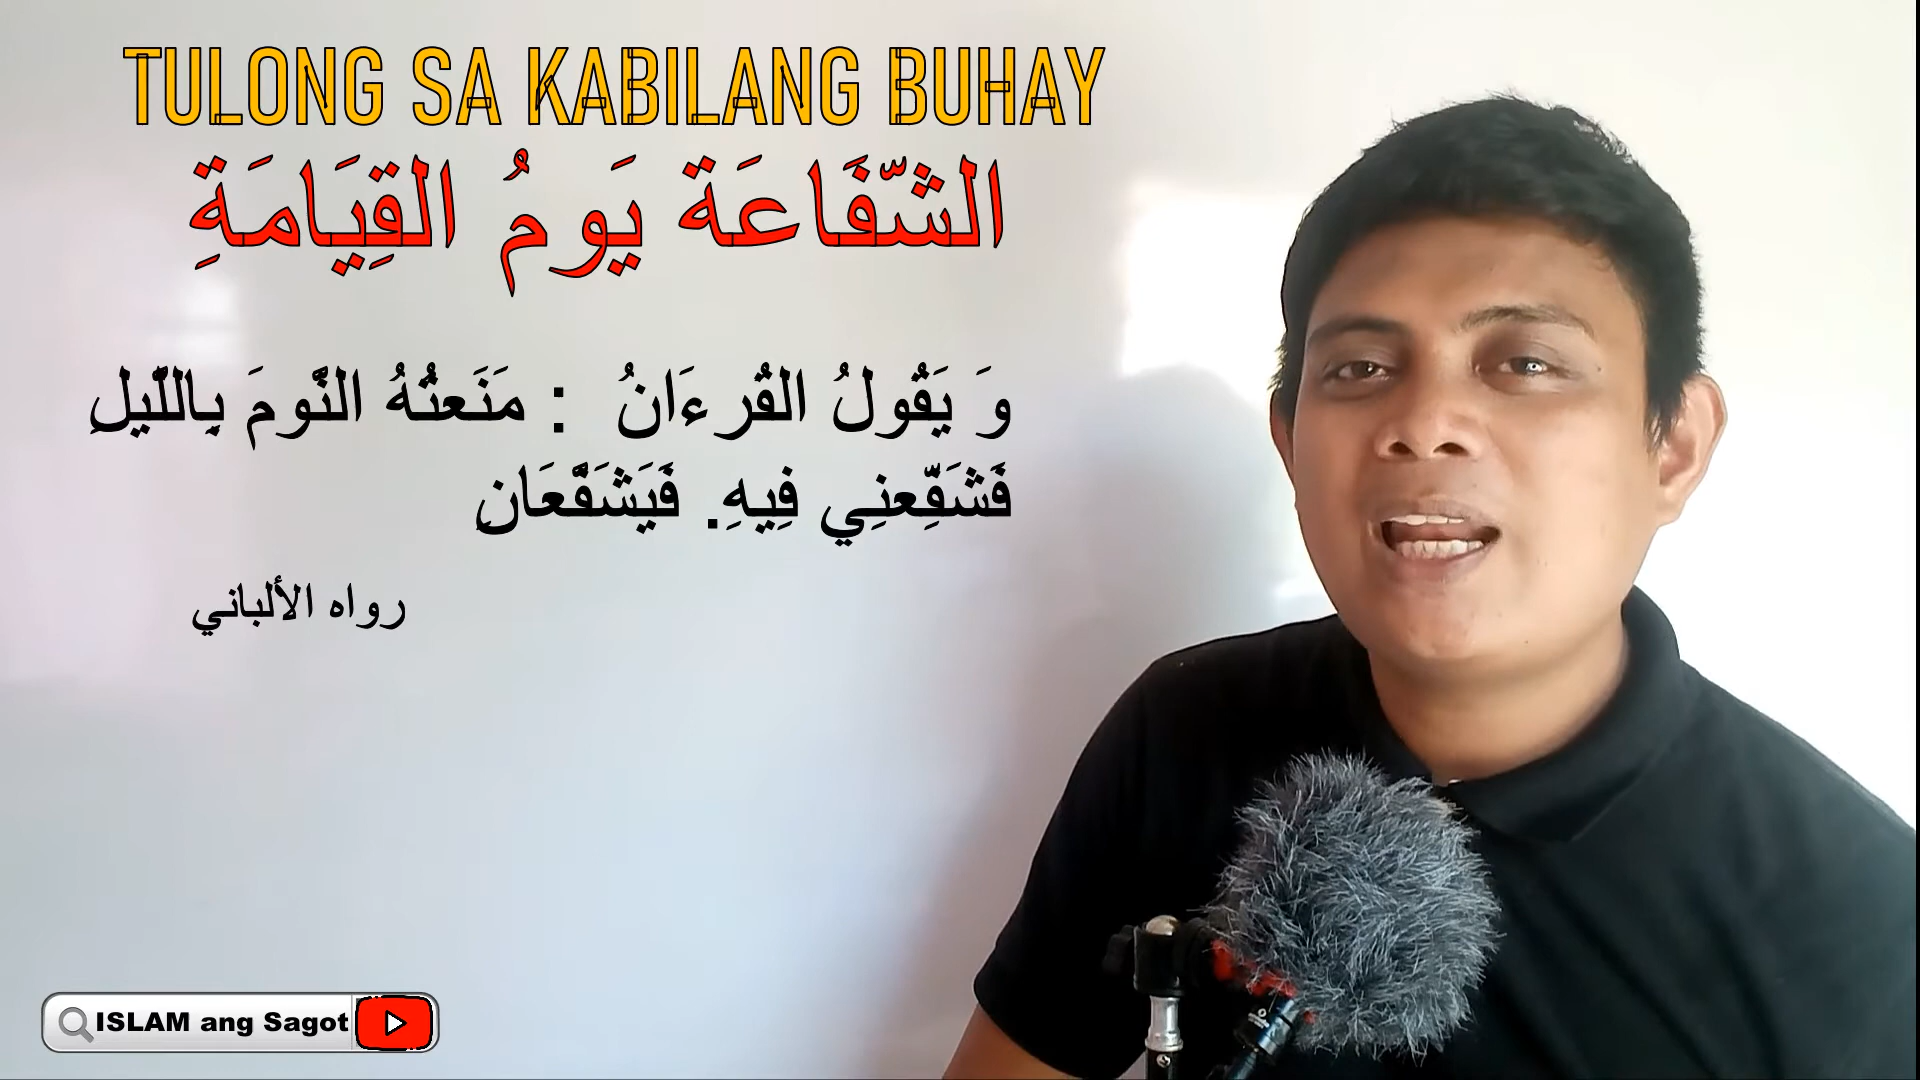 TULONG SA KABILANG BUHAY
الشّفَاعَة يَومُ القِيَامَةِ
وَ يَقُولُ القُرءَانُ : مَنَعتُهُ النَّومَ بِاللَّيلِ
فَشَفِّعنِي فِيهِ. فَيَشَفَّعَانِ
رواه الألباني
ISLAM ang Sagot